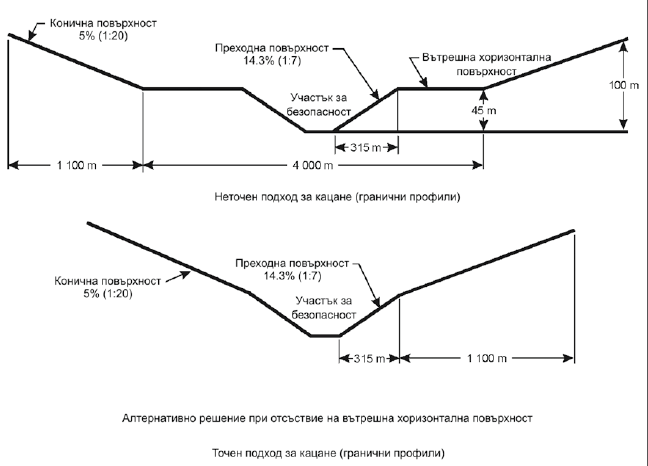 Конична повърхност
5% (1:20)
Преходна повърхност
14.3% (1:7)
Вътрешна хоризонтална
повърхност
Участък за
безопасност
100 m
45 m
315 m
1 100 m
4 000 m
Неточен подход за кацане (гранични профили)
Конична повърхност
5% (1:20)
Преходна повърхност
14.3% (1:7)
Участък за
безопасност
315 m
1 100 m
Алтернативно решение при отсъствие на вътрешна хоризонтална повърхност
Точен подход за кацане (гранични профили)